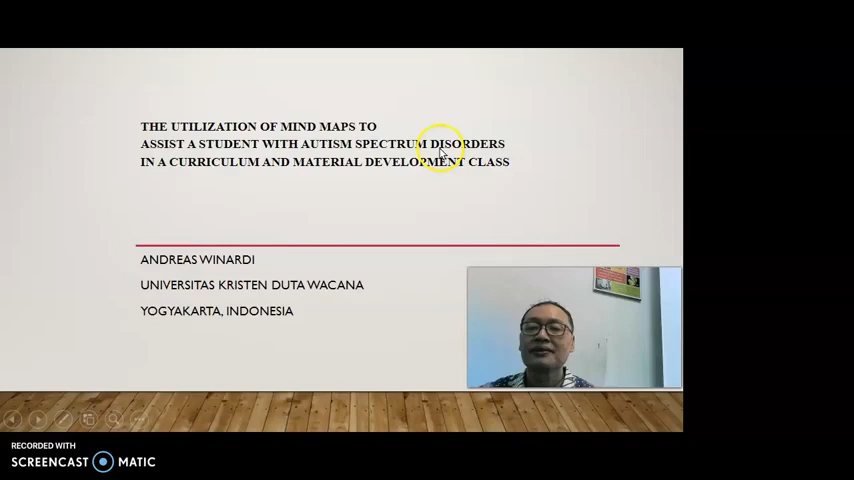 THE UTILIZATION OF MIND MAPS TO
ASSIST A STUDENT WITH AUTISM SPECTRUM DISORDERS
IN A CURRICULUM AND MATERIAL DEVELOPMENT CLASS
ANDREAS WINARDI
UNIVERSITAS KRISTEN DUTA WACANA
YOGYAKARTA, INDONESIA
RECORDED WITH
SCREENCAST MATIC